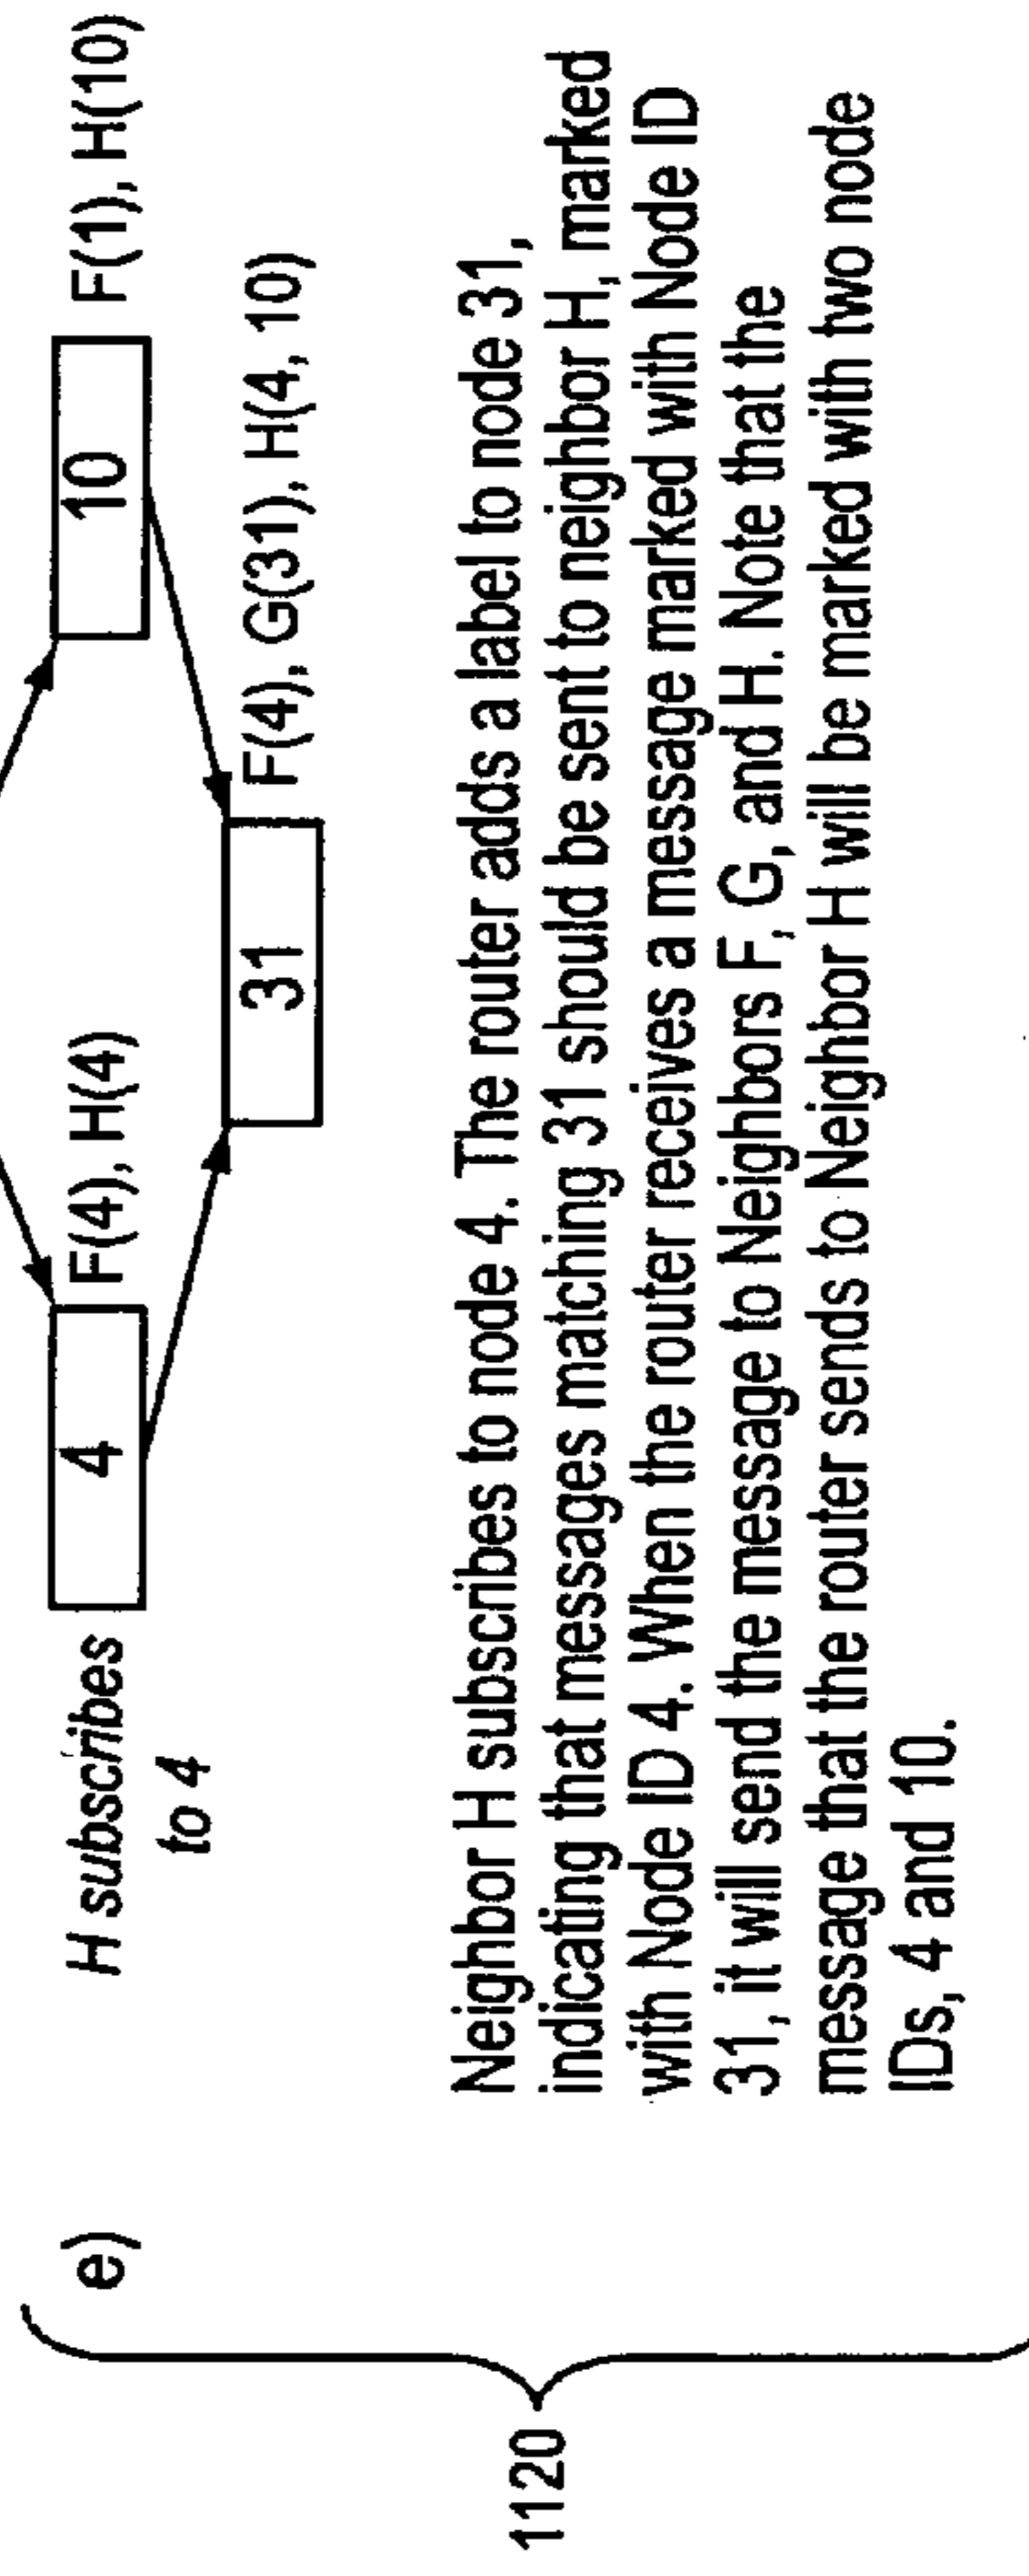 e)
H subscribes
to 4
4
F(4), H(4)
10
F(1), H(10)
31
F(4), G(31), H(4, 10)
Neighbor H subscribes to node 4. The router adds a label to node 31,
indicating that messages matching 31 should be sent to neighbor H, marked
with Node ID 4. When the router receives a message marked with Node ID
31, it will send the message to Neighbors F, G, and H. Note that the
message that the router sends to Neighbor H will be marked with two node
IDs, 4 and 10.
1120